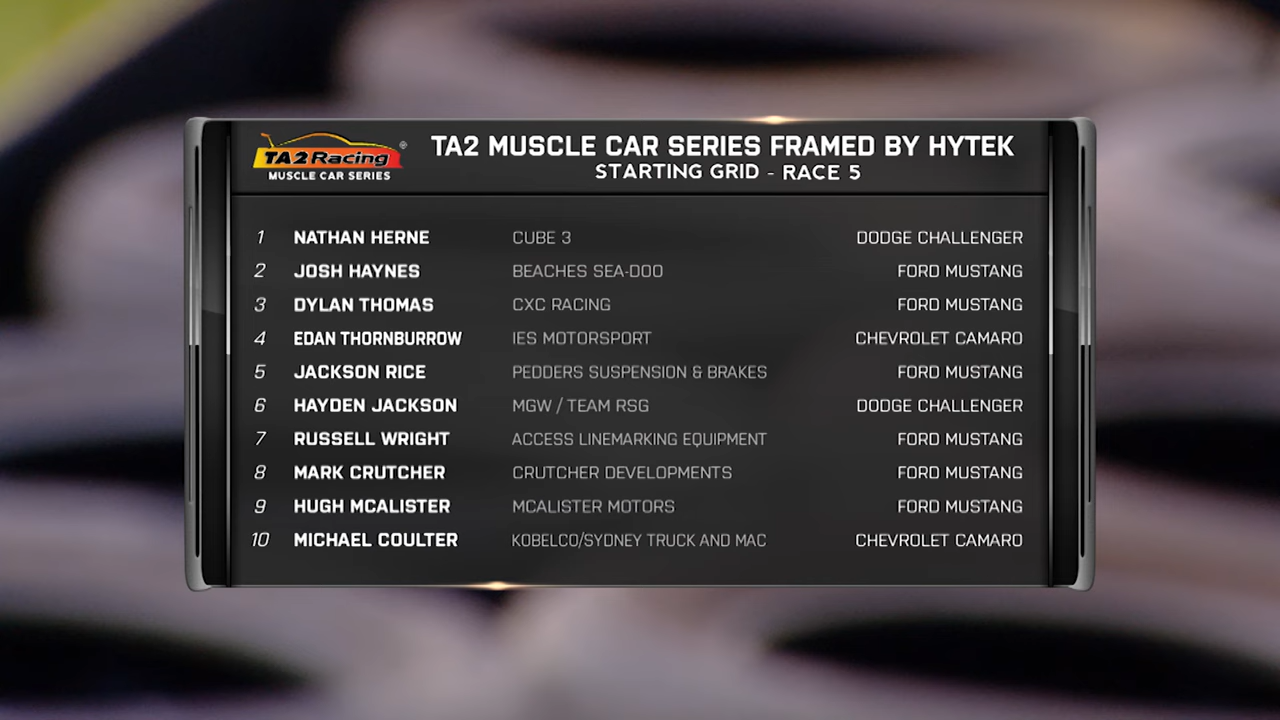 TA2 Racing ®
MUSCLE CAR SERIES
TA2 MUSCLE CAR SERIES FRAMED BY HYTEK
STARTING GRID - RACE 5
1 NATHAN HERNE CUBE 3 DODGE CHALLENGER
2 JOSH HAYNES BEACHES SEA-DOO FORD MUSTANG
3 DYLAN THOMAS CXC RACING FORD MUSTANG
4 EDAN THORNBURROW IES MOTORSPORT CHEVROLET CAMARO
5 JACKSON RICE PEDDERS SUSPENSION & BRAKES FORD MUSTANG
6 HAYDEN JACKSON MGW / TEAM RSG DODGE CHALLENGER
7 RUSSELL WRIGHT ACCESS LINEMARKING EQUIPMENT FORD MUSTANG
8 MARK CRUTCHER CRUTCHER DEVELOPMENTS FORD MUSTANG
9 HUGH MCALISTER MCALISTER MOTORS FORD MUSTANG
10 MICHAEL COULTER KOBELCO/SYDNEY TRUCK AND MAC CHEVROLET CAMARO